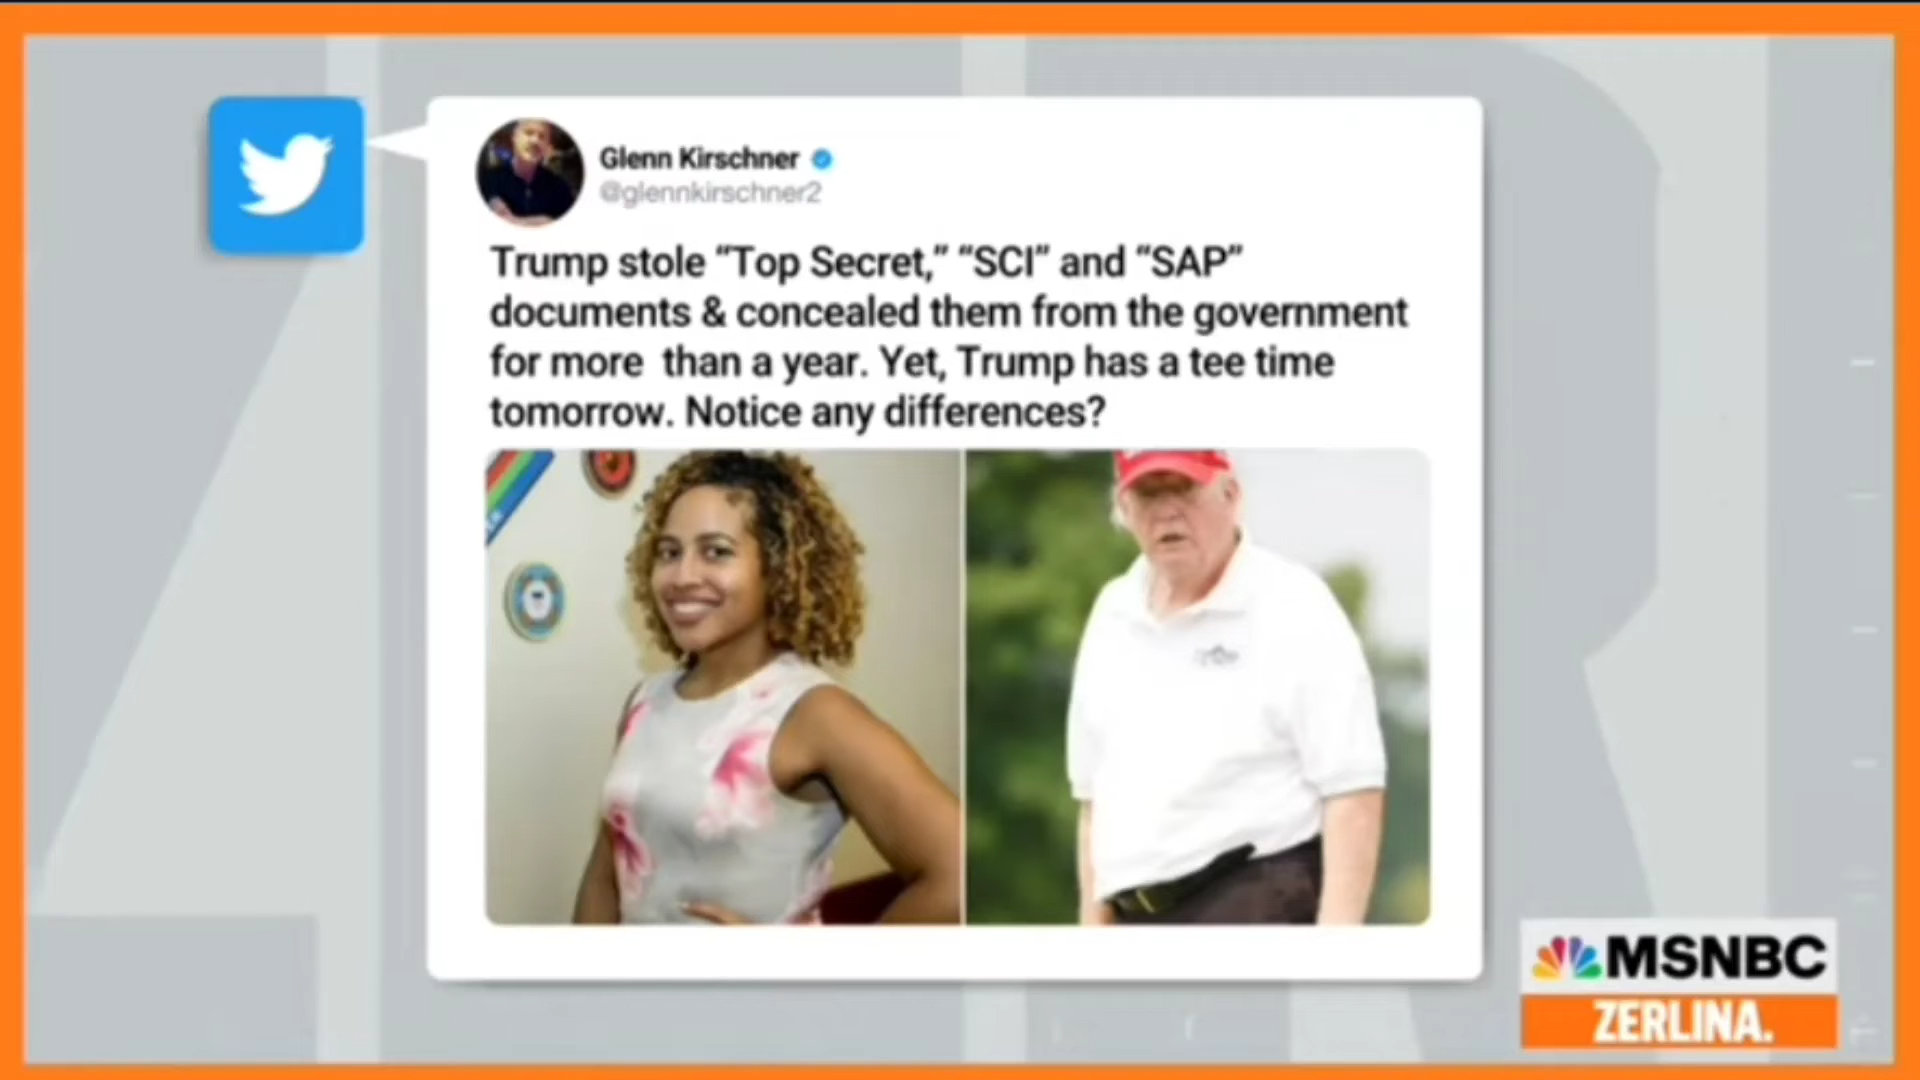 Glenn Kirschner
@glennkirschner2
Trump stole “Top Secret,” “SCI” and “SAP”
documents & concealed them from the government
for more than a year. Yet, Trump has a tee time
tomorrow. Notice any differences?
MSNBC
ZERLINA.